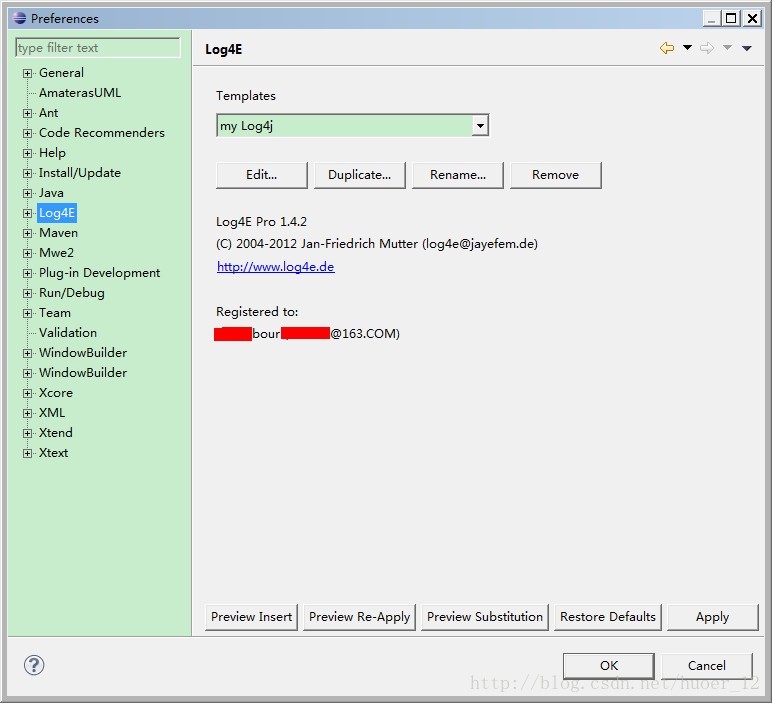 Preferences
type filter text
General
AmaterasUML
Ant
Code Recommenders
Help
Install/Update
Java
Log4E
Maven
Mwe2
Plug-in Development
Run/Debug
Team
Validation
WindowBuilder
WindowBuilder
Xcore
XML
Xtend
Xtext
Log4E
Templates
my Log4j
Edit... Duplicate... Rename... Remove
Log4E Pro 1.4.2
(C) 2004-2012 Jan-Friedrich Mutter (log4e@jayefem.de)
http://www.log4e.de
Registered to:
bour @163.COM)
Preview Insert Preview Re-Apply Preview Substitution Restore Defaults Apply
OK Cancel
http://blog.csdn.net/huoer_12